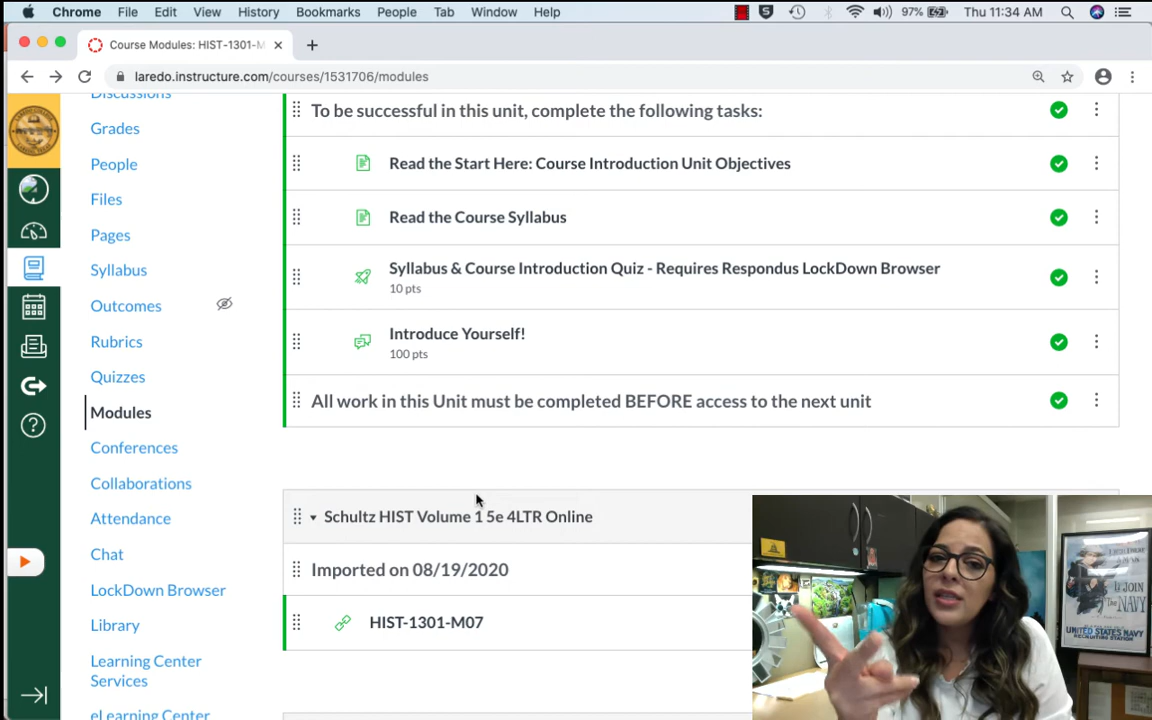 Chrome File Edit View History Bookmarks People Tab Window Help 97% Thu 11:34 AM
Course Modules: HIST-1301-M
laredo.instructure.com/courses/1531706/modules
Discussions
Grades
People
Files
Pages
Syllabus
Outcomes
Rubrics
Quizzes
Modules
Conferences
Collaborations
Attendance
Chat
LockDown Browser
Library
Learning Center
Services
eLearning Center
To be successful in this unit, complete the following tasks:
Read the Start Here: Course Introduction Unit Objectives
Read the Course Syllabus
Syllabus & Course Introduction Quiz - Requires Respondus LockDown Browser
10 pts
Introduce Yourself!
100 pts
All work in this Unit must be completed BEFORE access to the next unit
Schultz HIST Volume 1 5e 4LTR Online
Imported on 08/19/2020
HIST-1301-M07
JOIN
The NAVY
UNITED STATES NAVY
RECRUITING STATION